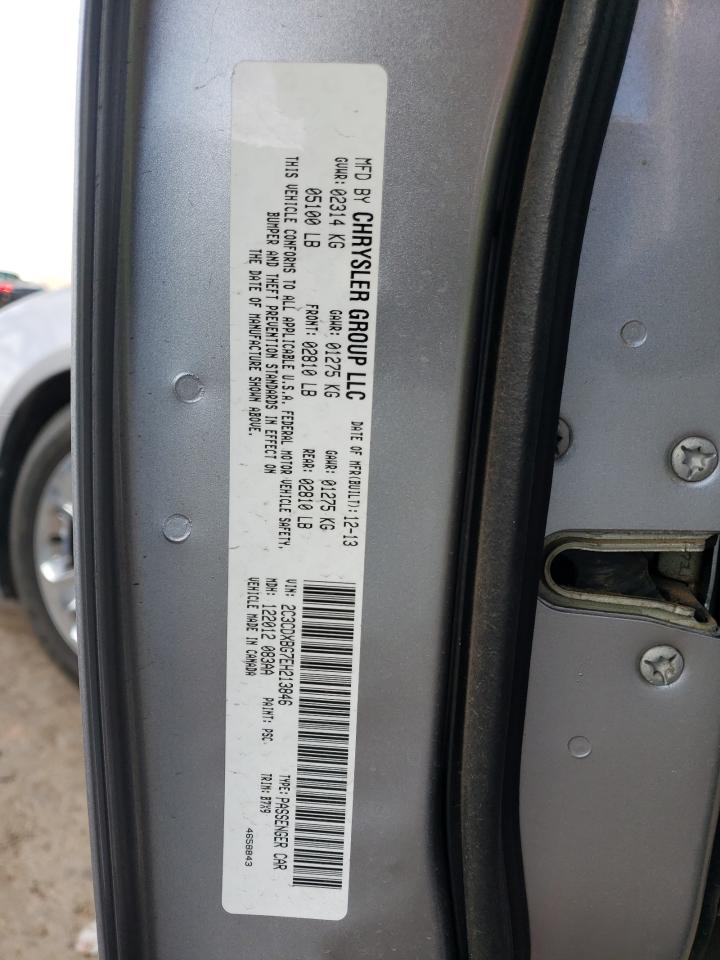 MFD BY CHRYSLER GROUP LLC DATE OF MFR(BUILT): 12-13
GVWR: 02314 KG GAWR: 01275 KG GAWR: 01275 KG
05100 LB FRONT: 02810 LB REAR: 02810 LB
THIS VEHICLE CONFORMS TO ALL APPLICABLE U.S.A. FEDERAL MOTOR VEHICLE SAFETY,
BUMPER AND THEFT PREVENTION STANDARDS IN EFFECT ON
THE DATE OF MANUFACTURE SHOWN ABOVE.
VIN: 2C3CDXBG7EH213846 TYPE: PASSENGER CAR
MDH: 122012 083AA PAINT: PSC TRIM: B7X9
VEHICLE MADE IN CANADA
4658843